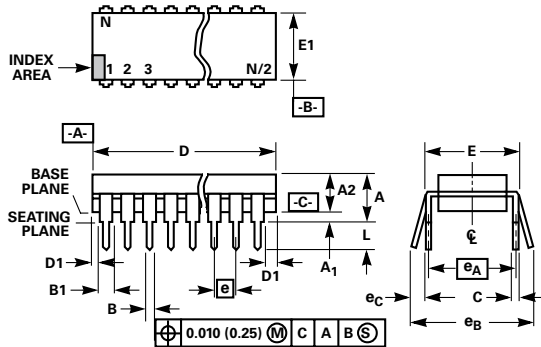 N
E1
INDEX
AREA
1 2 3 N/2
-B-
-A-
D
E
BASE
PLANE
A2
A
-C-
SEATING
PLANE
L
D1
A1
D1
B1
e
eA
B
eC
C
eB
0.010 (0.25) M C A B S